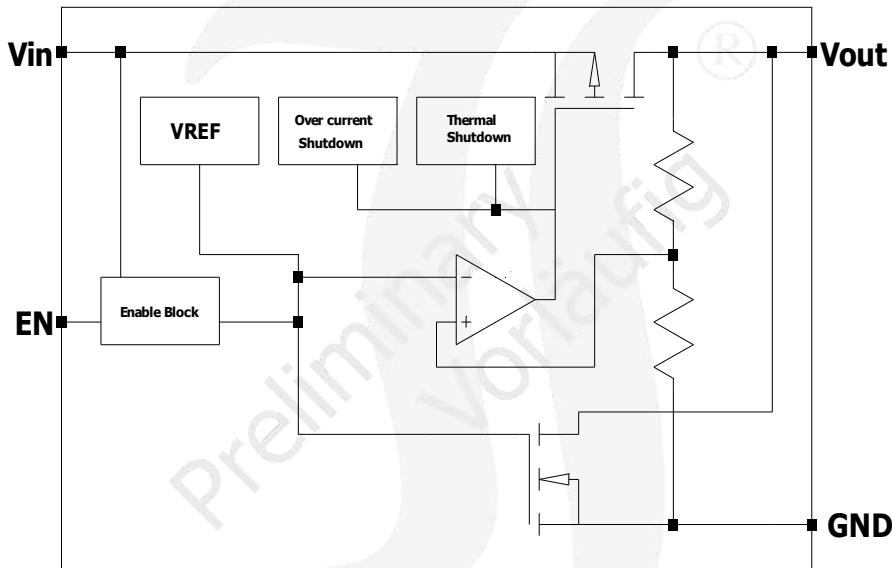 Vin
Vout
®
VREF
Over current
Shutdown
Thermal
Shutdown
Enable Block
EN
−
+
GND
Preliminary
Vorläufig